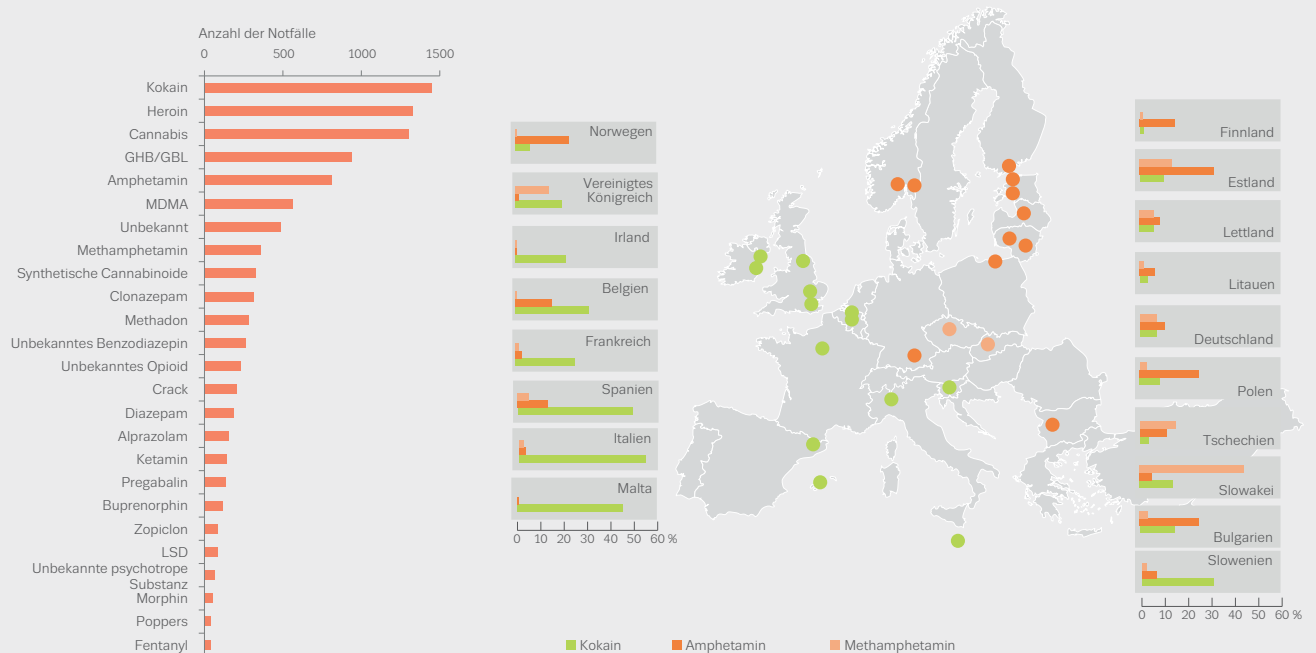 Anzahl der Notfälle
0 500 1000 1500
Kokain
Heroin
Cannabis
GHB/GBL
Amphetamin
MDMA
Unbekannt
Methamphetamin
Synthetische Cannabinoide
Clonazepam
Methadon
Unbekanntes Benzodiazepin
Unbekanntes Opioid
Crack
Diazepam
Alprazolam
Ketamin
Pregabalin
Buprenorphin
Zopiclon
LSD
Unbekannte psychotrope
Substanz
Morphin
Poppers
Fentanyl
Norwegen
Vereinigtes
Königreich
Irland
Belgien
Frankreich
Spanien
Italien
Malta
0 10 20 30 40 50 60 %
Finnland
Estland
Lettland
Litauen
Deutschland
Polen
Tschechien
Slowakei
Bulgarien
Slowenien
0 10 20 30 40 50 60 %
Kokain Amphetamin Methamphetamin